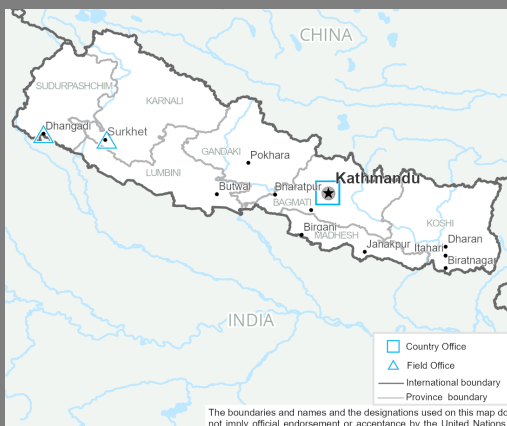 CHINA
SUDURPASHCHIM
KARNALI
Dhangadi
Surkhet
GANDAKI
Pokhara
LUMBINI
Kathmandu
Butwal
Bharatpur
BAGMATI
KOSHI
Birganj
MADHESH
Dharan
Janakpur
Itahari
Biratnagar
INDIA
Country Office
Field Office
International boundary
Province boundary
The boundaries and names and the designations used on this map do
not imply official endorsement or acceptance by the United Nations